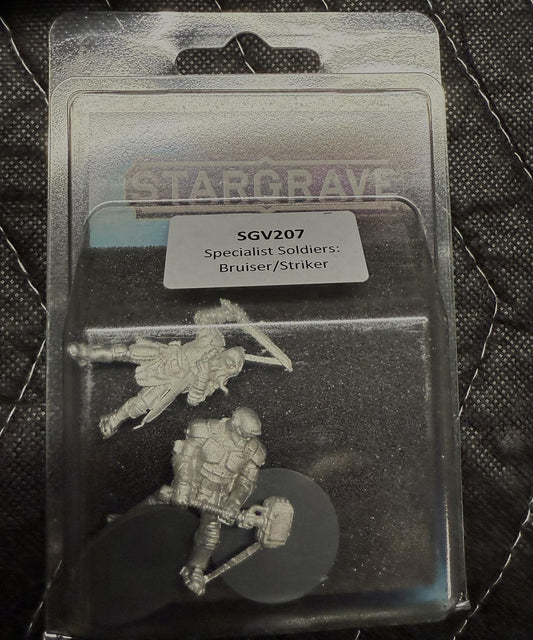 STARGRAVE
SGV207
Specialist Soldiers:
Bruiser/Striker